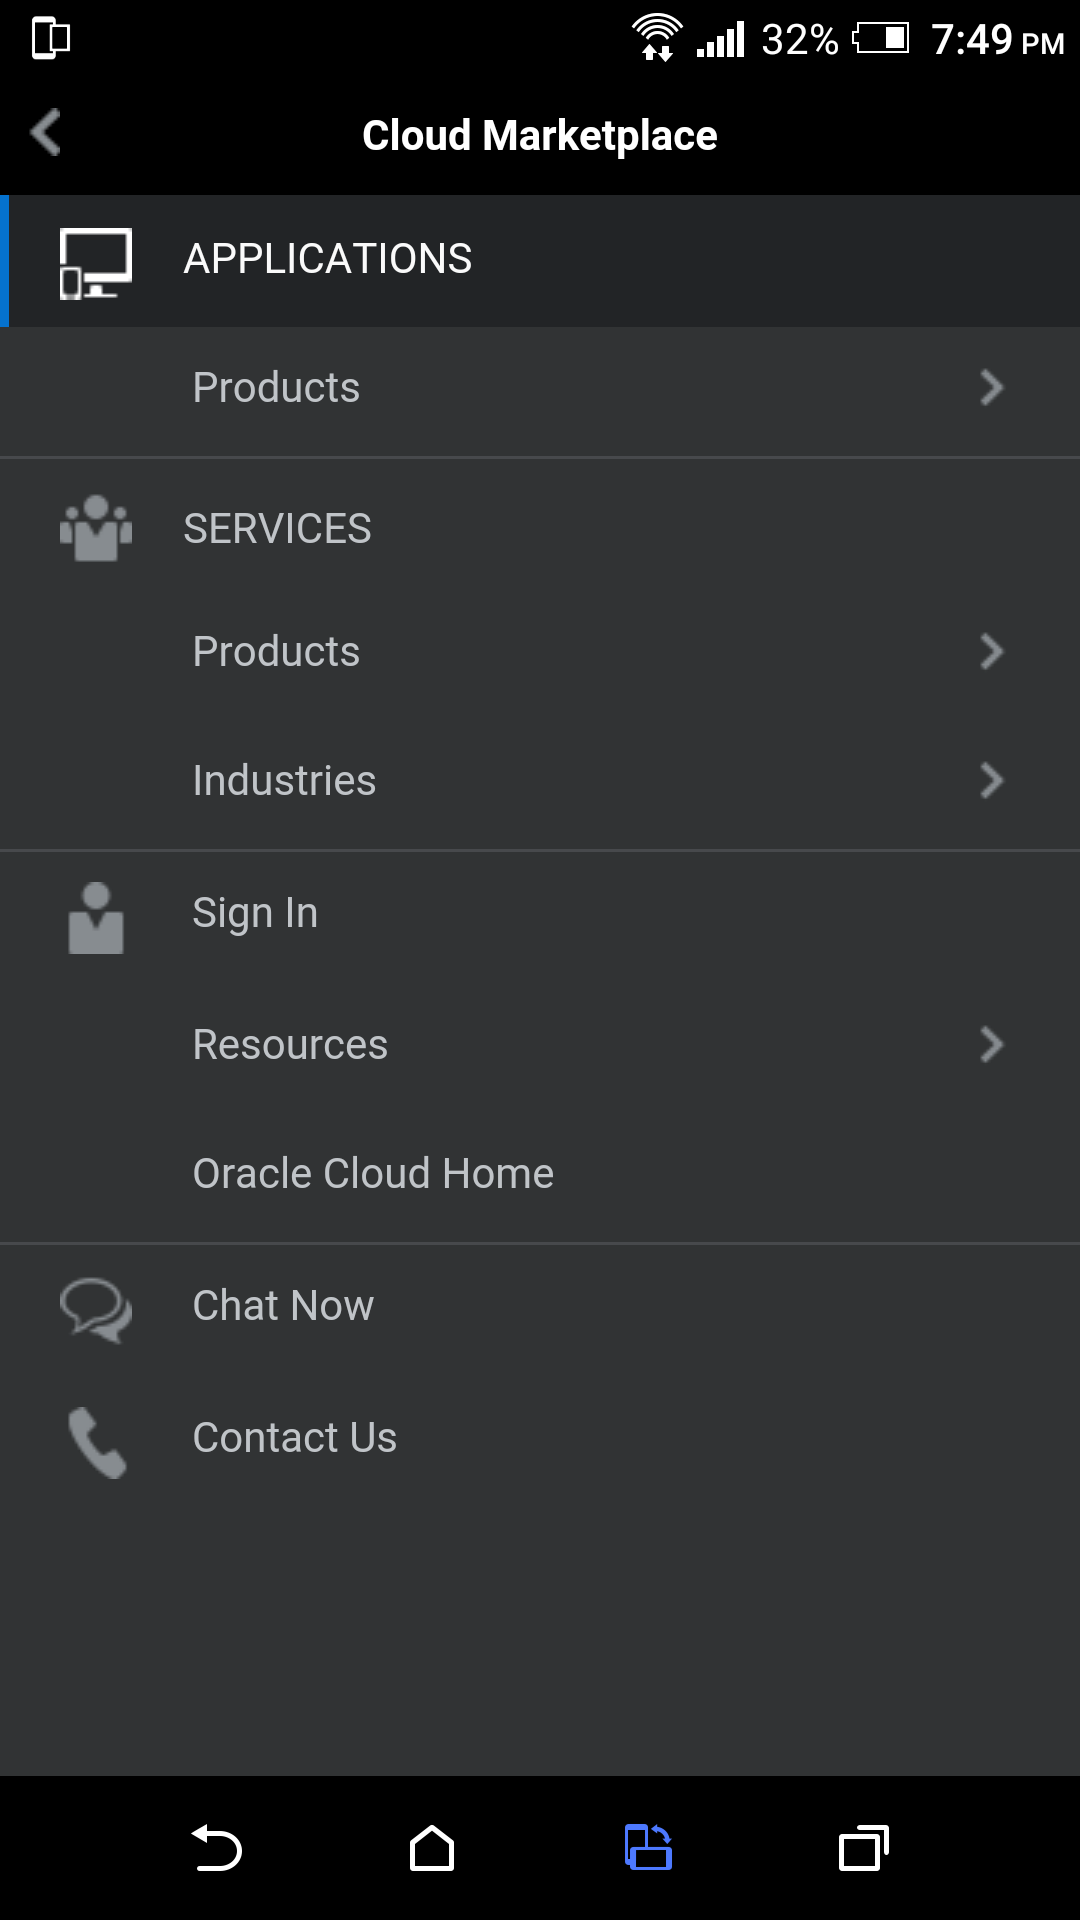 32% 7:49 PM
Cloud Marketplace
APPLICATIONS
Products
SERVICES
Products
Industries
Sign In
Resources
Oracle Cloud Home
Chat Now
Contact Us